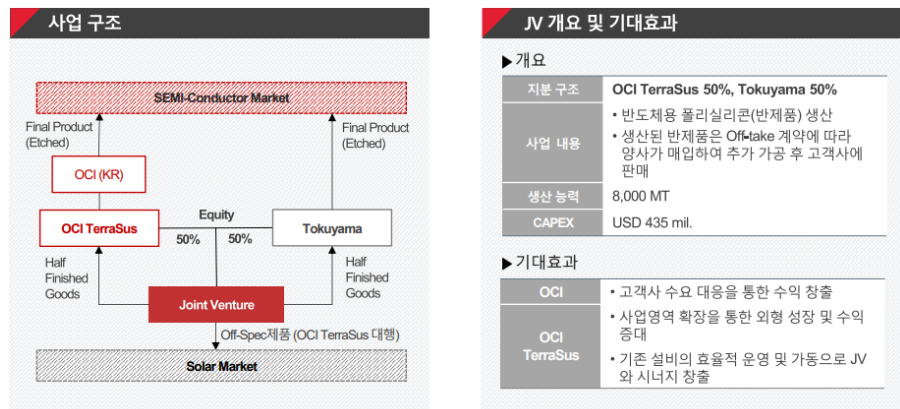 사업 구조
SEMI-Conductor Market
Final Product
(Etched)
Final Product
(Etched)
OCI (KR)
OCI TerraSus
Equity
50%
50%
Tokuyama
Half
Finished
Goods
Half
Finished
Goods
Joint Venture
Off-Spec제품 (OCI TerraSus 대행)
Solar Market
JV 개요 및 기대효과
▶개요
지분 구조
OCI TerraSus 50%, Tokuyama 50%
사업 내용
• 반도체용 폴리실리콘(반제품) 생산
• 생산된 반제품은 Off-take 계약에 따라
양사가 매입하여 추가 가공 후 고객사에
판매
생산 능력
8,000 MT
CAPEX
USD 435 mil.
▶기대효과
OCI
• 고객사 수요 대응을 통한 수익 창출
OCI
TerraSus
• 사업영역 확장을 통한 외형 성장 및 수익
증대
• 기존 설비의 효율적 운영 및 가동으로 JV
와 시너지 창출